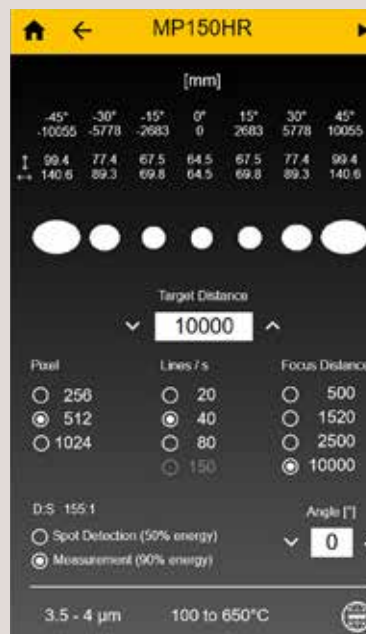 MP150HR
[mm]
-45° -30° -15° 0° 15° 30° 45°
-10055 -5778 -2683 0 2683 5778 10055
99.4 77.4 67.5 64.5 67.5 77.4 99.4
140.6 89.3 69.8 64.5 69.8 89.3 140.6
Target Distance
10000
Pixel Lines / s Focus Distance
256 20 500
512 40 1520
1024 80 2500
150 10000
D:S 155:1 Angle [°]
Spot Detection (50% energy)
0
Measurement (90% energy)
3.5 - 4 µm 100 to 650°C